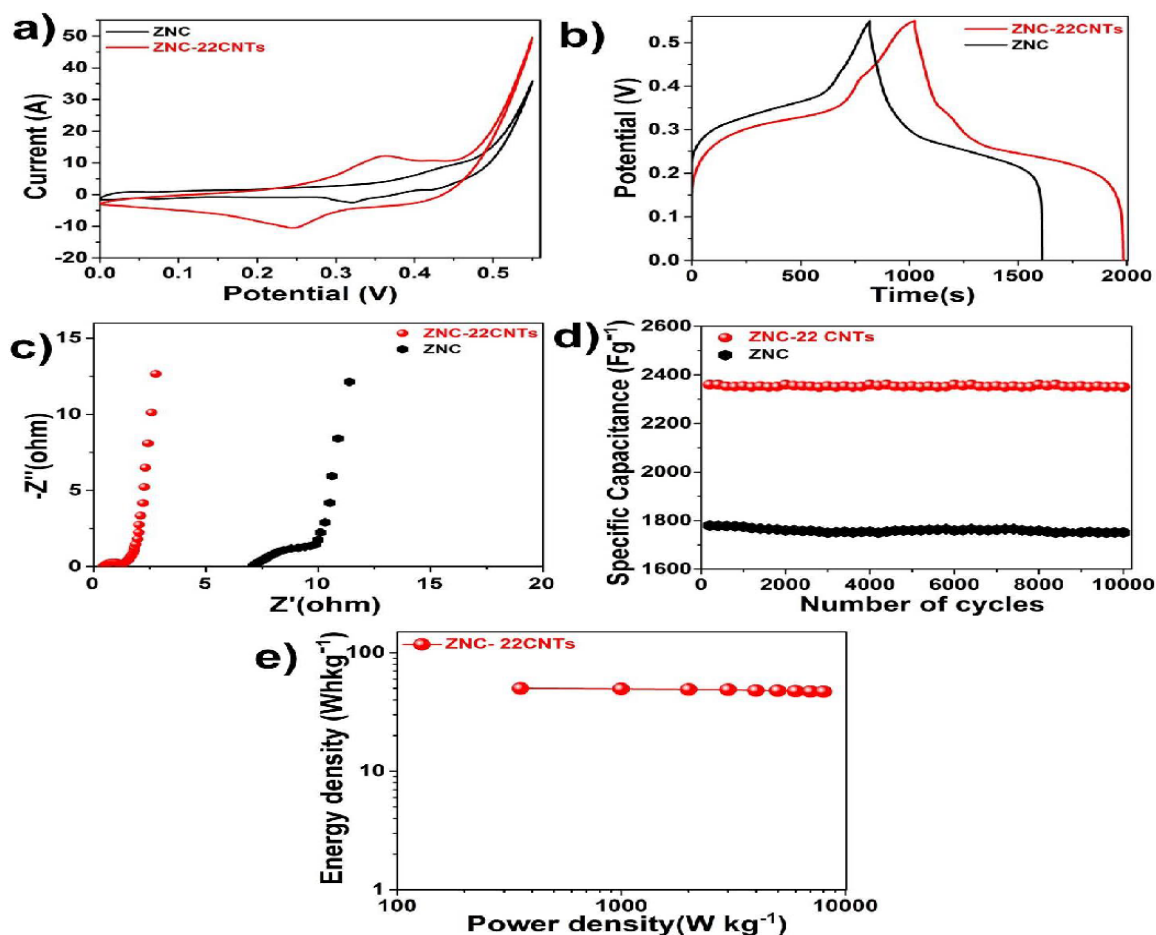 a)
ZNC
ZNC-22CNTs
50
40
30
20
10
0
-10
-20
Current (A)
0.0 0.1 0.2 0.3 0.4 0.5
Potential (V)
b)
ZNC-22CNTs
ZNC
0.5
0.4
0.3
0.2
0.1
0.0
Potential (V)
0 500 1000 1500 2000
Time(s)
c)
ZNC-22CNTs
ZNC
15
10
5
0
-Z''(ohm)
0 5 10 15 20
Z'(ohm)
d)
ZNC-22 CNTs
ZNC
2600
2400
2200
2000
1800
1600
Specific Capacitance (Fg⁻¹)
0 2000 4000 6000 8000 10000
Number of cycles
e)
ZNC- 22CNTs
100
10
1
Energy density (Whkg⁻¹)
100 1000 10000
Power density(W kg⁻¹)